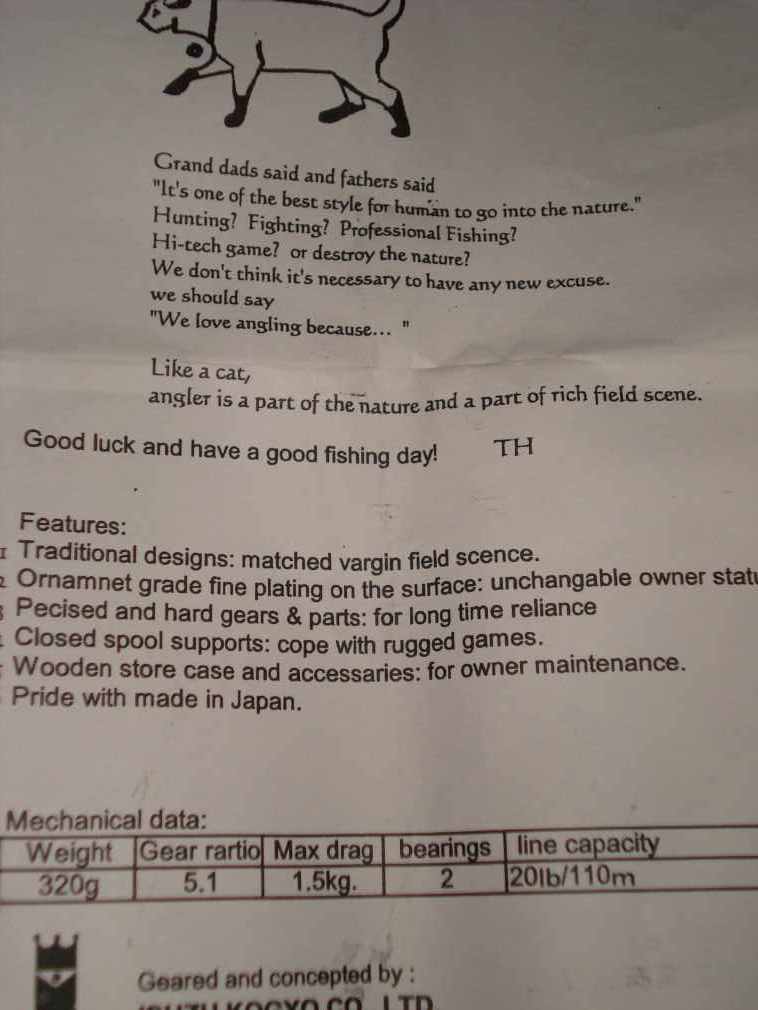 Grand dads said and fathers said
"It's one of the best style for human to go into the nature."
Hunting? Fighting? Professional Fishing?
Hi-tech game? or destroy the nature?
We don't think it's necessary to have any new excuse.
we should say
"We love angling because... "
Like a cat,
angler is a part of the nature and a part of rich field scene.
Good luck and have a good fishing day! TH
Features:
1 Traditional designs: matched vargin field scence.
2 Ornamnet grade fine plating on the surface: unchangable owner
3 Pecised and hard gears & parts: for long time reliance
Closed spool supports: cope with rugged games.
Wooden store case and accessaries: for owner maintenance.
Pride with made in Japan.
Mechanical data:
Weight Gear rartio Max drag bearings line capacity
320g 5.1 1.5kg. 2 20lb/110m
Geared and concepted by :
KOGYO CO., LTD.